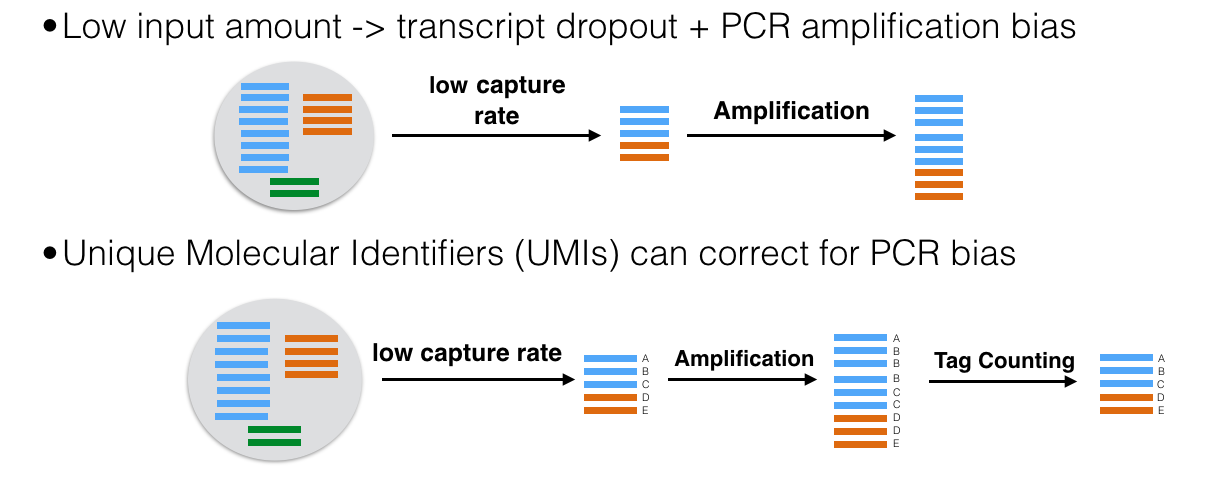 •Low input amount -> transcript dropout + PCR amplification bias
low capture
rate
Amplification
•Unique Molecular Identifiers (UMIs) can correct for PCR bias
low capture rate
A
B
C
D
E
Amplification
A
B
B
B
C
C
D
D
E
Tag Counting
A
B
C
D
E